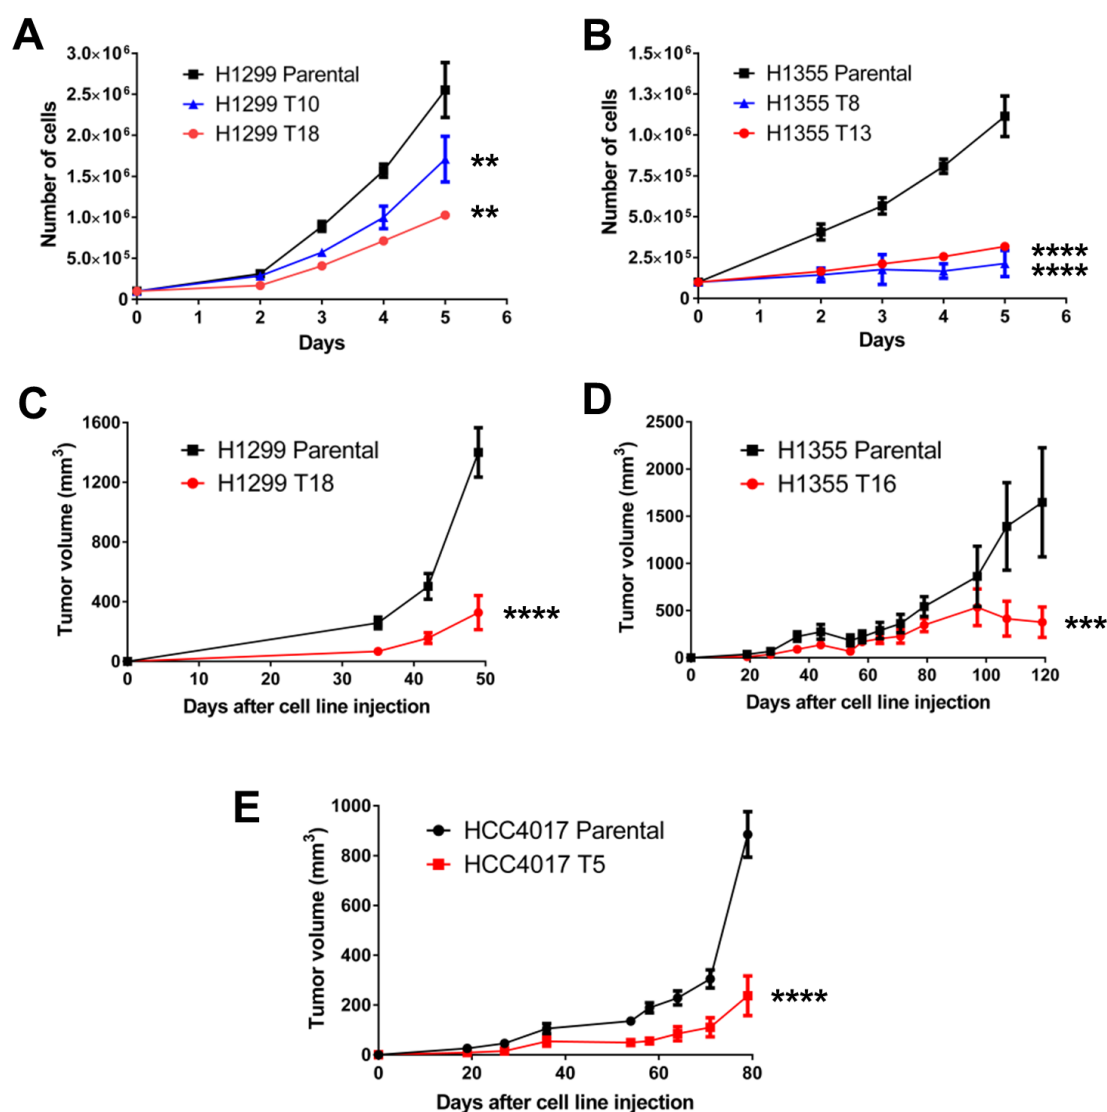 A
Number of cells
3.0×10⁶
2.5×10⁶
2.0×10⁶
1.5×10⁶
1.0×10⁶
5.0×10⁵
0
H1299 Parental
H1299 T10
H1299 T18
**
**
0 1 2 3 4 5 6
Days
B
Number of cells
1.5×10⁶
1.3×10⁶
1.0×10⁶
7.5×10⁵
5.0×10⁵
2.5×10⁵
0
H1355 Parental
H1355 T8
H1355 T13
****
****
0 1 2 3 4 5 6
Days
C
Tumor volume (mm³)
1600
1200
800
400
0
H1299 Parental
H1299 T18
****
0 10 20 30 40 50
Days after cell line injection
D
Tumor volume (mm³)
2500
2000
1500
1000
500
0
H1355 Parental
H1355 T16
***
0 20 40 60 80 100 120
Days after cell line injection
E
Tumor volume (mm³)
1000
800
600
400
200
0
HCC4017 Parental
HCC4017 T5
****
0 20 40 60 80
Days after cell line injection